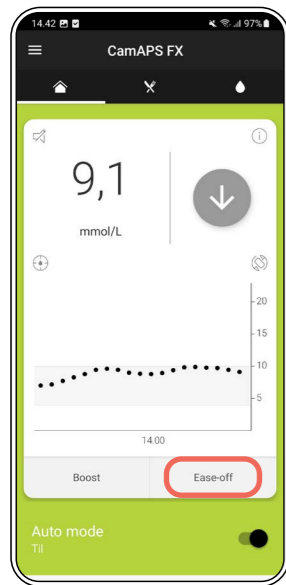 14.42 97%
CamAPS FX
9,1
mmol/L
20
15
10
5
14.00
Boost Ease-off
Auto mode
Til